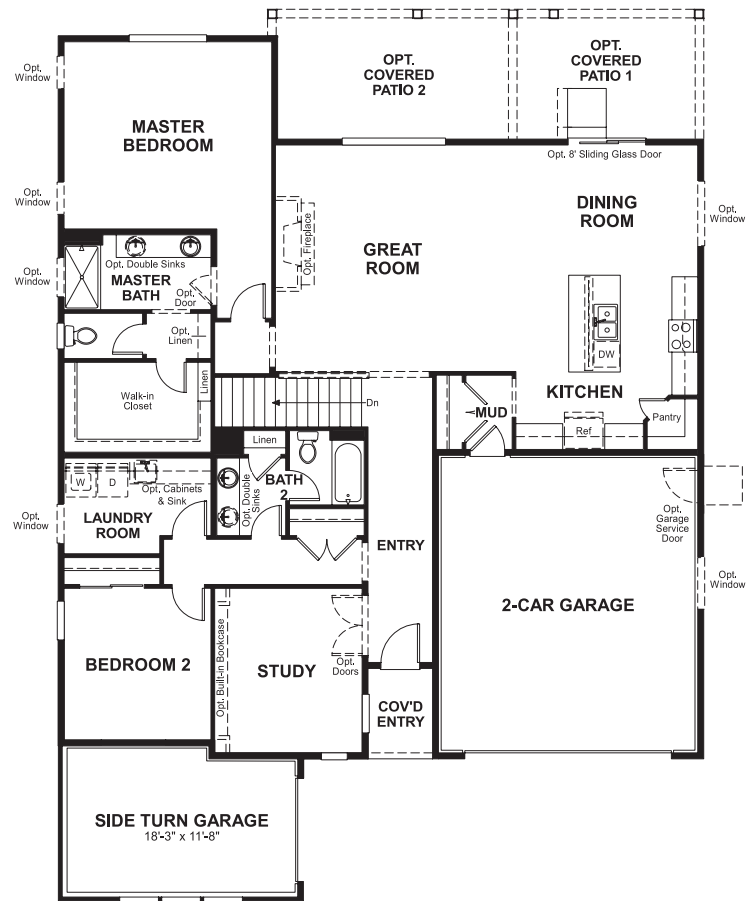 OPT.
COVERED
PATIO 2
OPT.
COVERED
PATIO 1
Opt.
Window
MASTER
BEDROOM
Opt. 8' Sliding Glass Door
Opt.
Window
DINING
ROOM
Opt.
Window
GREAT
ROOM
Opt. Fireplace
Opt. Double Sinks
MASTER
BATH
Opt.
Door
Opt.
Window
Opt.
Linen
DW
Walk-in
Closet
Linen
Dn
MUD
KITCHEN
Pantry
Ref
Linen
BATH
2
Opt. Double
Sinks
W
D
Opt. Cabinets
& Sink
LAUNDRY
ROOM
Opt.
Window
Opt.
Garage
Service
Door
ENTRY
Opt.
Window
2-CAR GARAGE
BEDROOM 2
Opt. Built-in Bookcase
STUDY
Opt.
Doors
COV'D
ENTRY
SIDE TURN GARAGE
18'-3" x 11'-8"